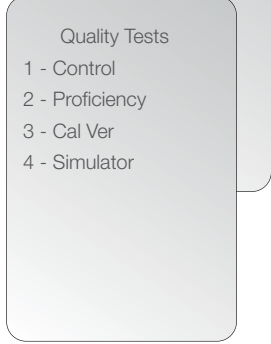 Quality Tests
1 - Control
2 - Proficiency
3 - Cal Ver
4 - Simulator